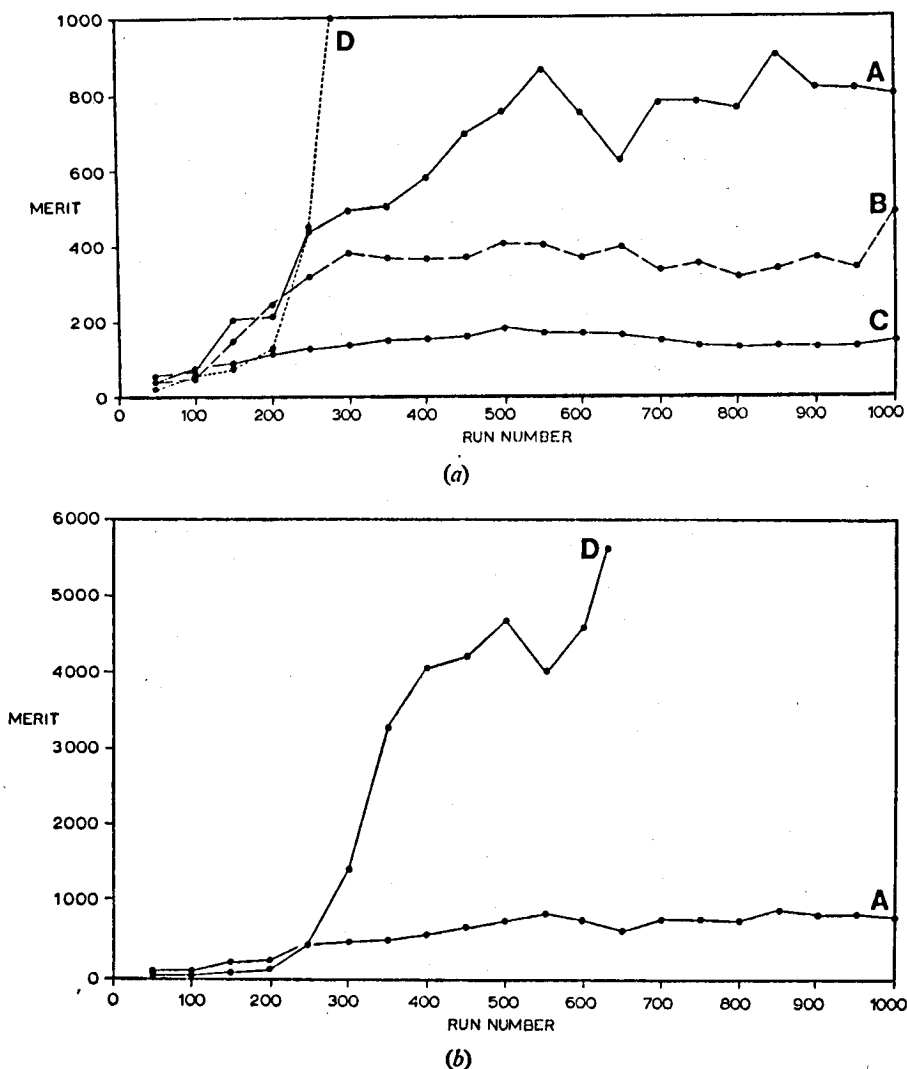 1000
D
A
800
600
MERIT
B
400
200
C
0
0 100 200 300 400 500 600 700 800 900 1000
RUN NUMBER
(a)
6000
D
5000
4000
MERIT
3000
2000
1000
A
0
0 100 200 300 400 500 600 700 800 900 1000
RUN NUMBER
(b)